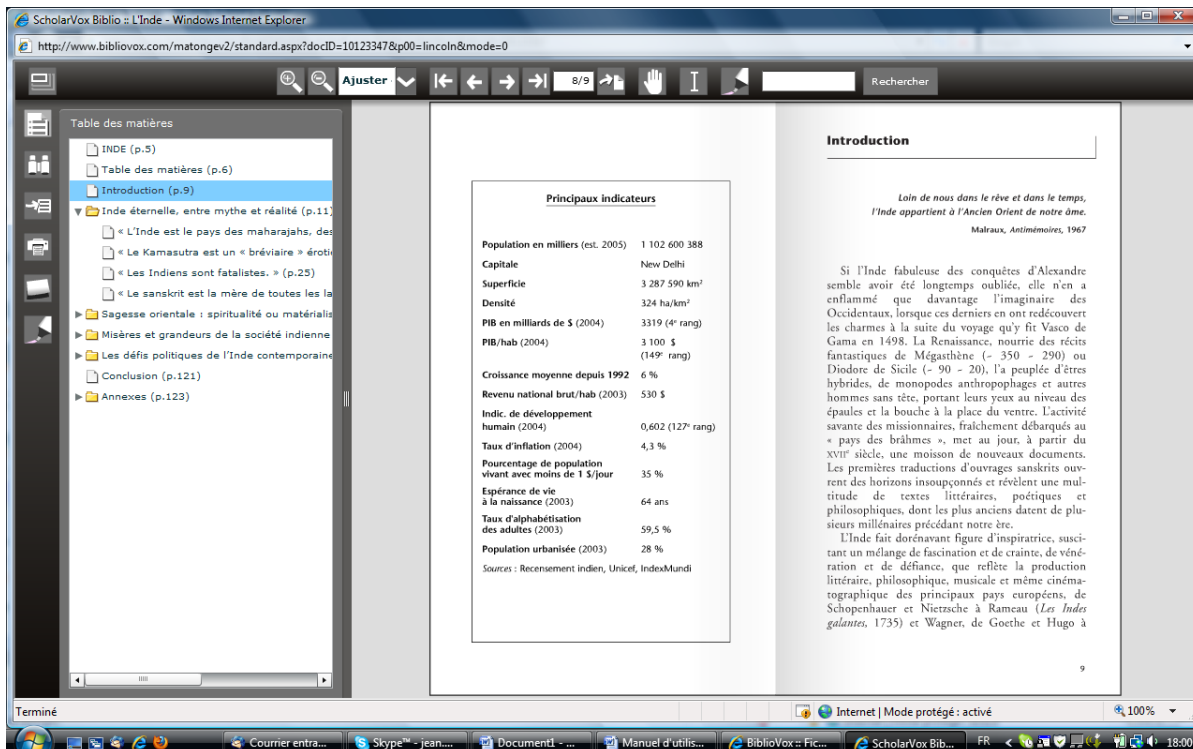 ScholarVox Biblio :: L'Inde - Windows Internet Explorer
http://www.bibliovox.com/matongev2/standard.aspx?docID=10123347&p00=lincoln&mode=0
Ajuster
8/9
Rechercher
Table des matières
INDE (p.5)
Table des matières (p.6)
Introduction (p.9)
Inde éternelle, entre mythe et réalité (p.11)
« L'Inde est le pays des maharajahs, des
« Le Kamasutra est un « bréviaire » éroti
« Les Indiens sont fatalistes. » (p.25)
« Le sanskrit est la mère de toutes les la
Sagesse orientale : spiritualité ou matérialis
Misères et grandeurs de la société indienne
Les défis politiques de l'Inde contemporaine
Conclusion (p.121)
Annexes (p.123)
Principaux indicateurs
Population en milliers (est. 2005) 1 102 600 388
Capitale New Delhi
Superficie 3 287 590 km²
Densité 324 ha/km²
PIB en milliards de $ (2004) 3319 (4e rang)
PIB/hab (2004) 3 100 $
(149e rang)
Croissance moyenne depuis 1992 6 %
Revenu national brut/hab (2003) 530 $
Indic. de développement
humain (2004) 0,602 (127e rang)
Taux d'inflation (2004) 4,3 %
Pourcentage de population
vivant avec moins de 1 $/jour 35 %
Espérance de vie
à la naissance (2003) 64 ans
Taux d'alphabétisation
des adultes (2003) 59,5 %
Population urbanisée (2003) 28 %
Sources : Recensement indien, Unicef, IndexMundi
Introduction
Loin de nous dans le rêve et dans le temps,
l'Inde appartient à l'Ancien Orient de notre âme.
Malraux, Antimémoires, 1967
Si l'Inde fabuleuse des conquêtes d'Alexandre
semble avoir été longtemps oubliée, elle n'en a
enflammé que davantage l'imaginaire des
Occidentaux, lorsque ces derniers en ont redécouvert
les charmes à la suite du voyage qu'y fit Vasco de
Gama en 1498. La Renaissance, nourrie des récits
fantastiques de Mégasthène (~ 350 - 290) ou
Diodore de Sicile (~ 90 - 20), l'a peuplée d'êtres
hybrides, de monopodes anthropophages et autres
hommes sans tête, portant leurs yeux au niveau des
épaules et la bouche à la place du ventre. L'activité
savante des missionnaires, fraîchement débarqués au
« pays des brâhmes », met au jour, à partir du
XVIIe siècle, une moisson de nouveaux documents.
Les premières traductions d'ouvrages sanskrits ouv-
rent des horizons insoupçonnés et révèlent une mul-
titude de textes littéraires, poétiques et
philosophiques, dont les plus anciens datent de plu-
sieurs millénaires précédant notre ère.
L'Inde fait dorénavant figure d'inspiratrice, susci-
tant un mélange de fascination et de crainte, de véné-
ration et de défiance, que reflète la production
littéraire, philosophique, musicale et même cinéma-
tographique des principaux pays européens, de
Schopenhauer et Nietzsche à Rameau (Les Indes
galantes, 1735) et Wagner, de Goethe et Hugo à
9
Terminé
Internet | Mode protégé : activé
100%
Courrier entra...
Skype™ - jean....
Document1 - ...
Manuel d'utilis...
BiblioVox :: Fic...
ScholarVox Bib...
FR
18:00